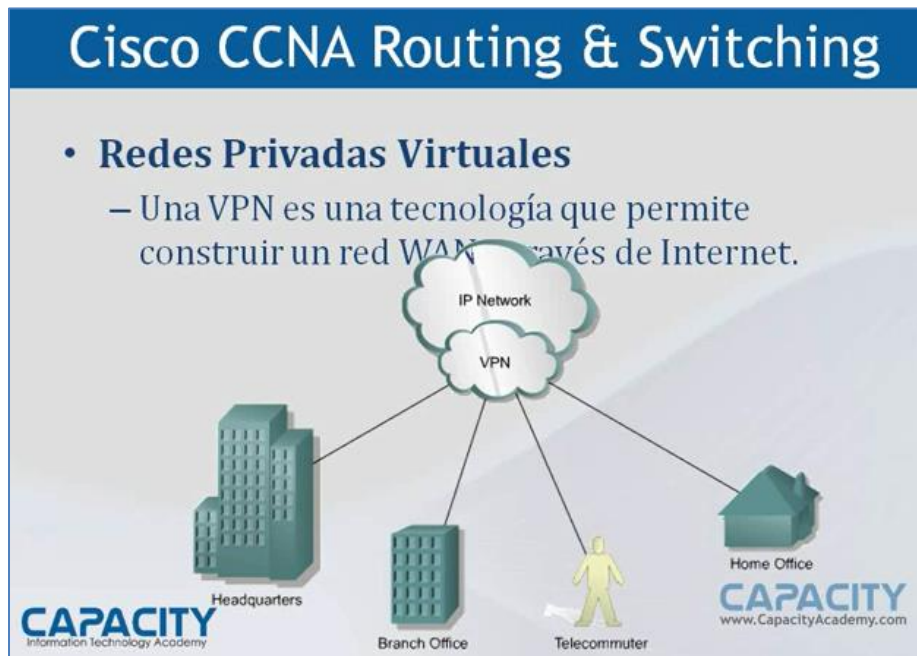 Cisco CCNA Routing & Switching
• Redes Privadas Virtuales
– Una VPN es una tecnología que permite
construir un red WAN través de Internet.
IP Network
VPN
Headquarters
Branch Office
Telecommuter
Home Office
CAPACITY
Information Technology Academy
CAPACITY
www.CapacityAcademy.com